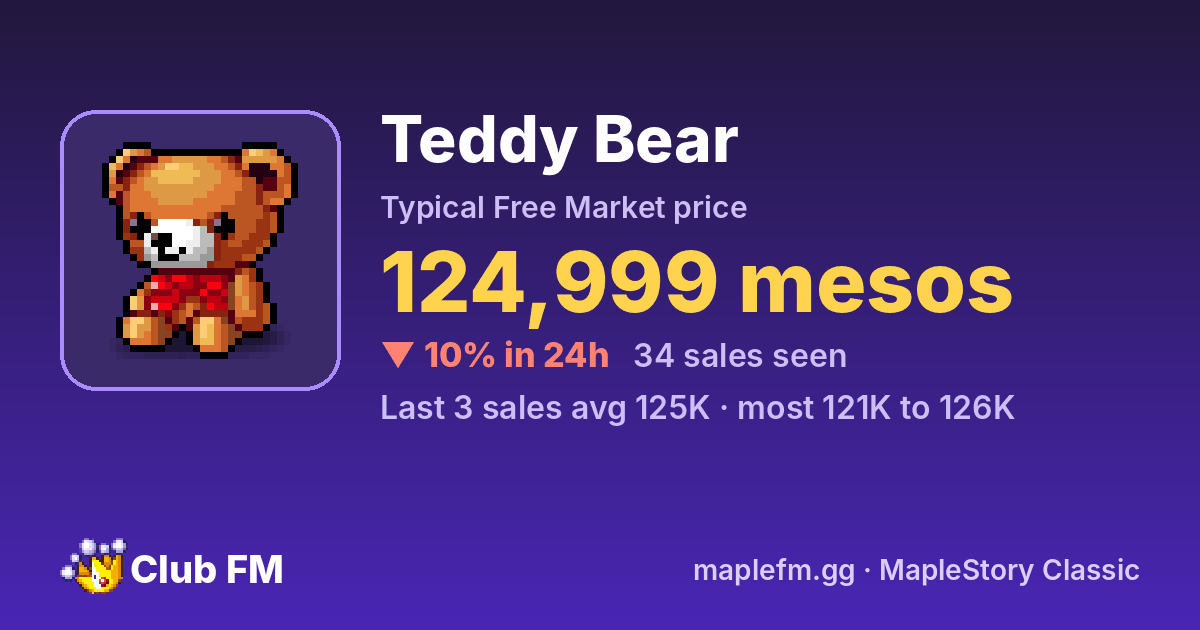 Teddy Bear
Typical Free Market price
124,999 mesos
▼ 10% in 24h 34 sales seen
Last 3 sales avg 125K · most 121K to 126K
Club FM
maplefm.gg · MapleStory Classic